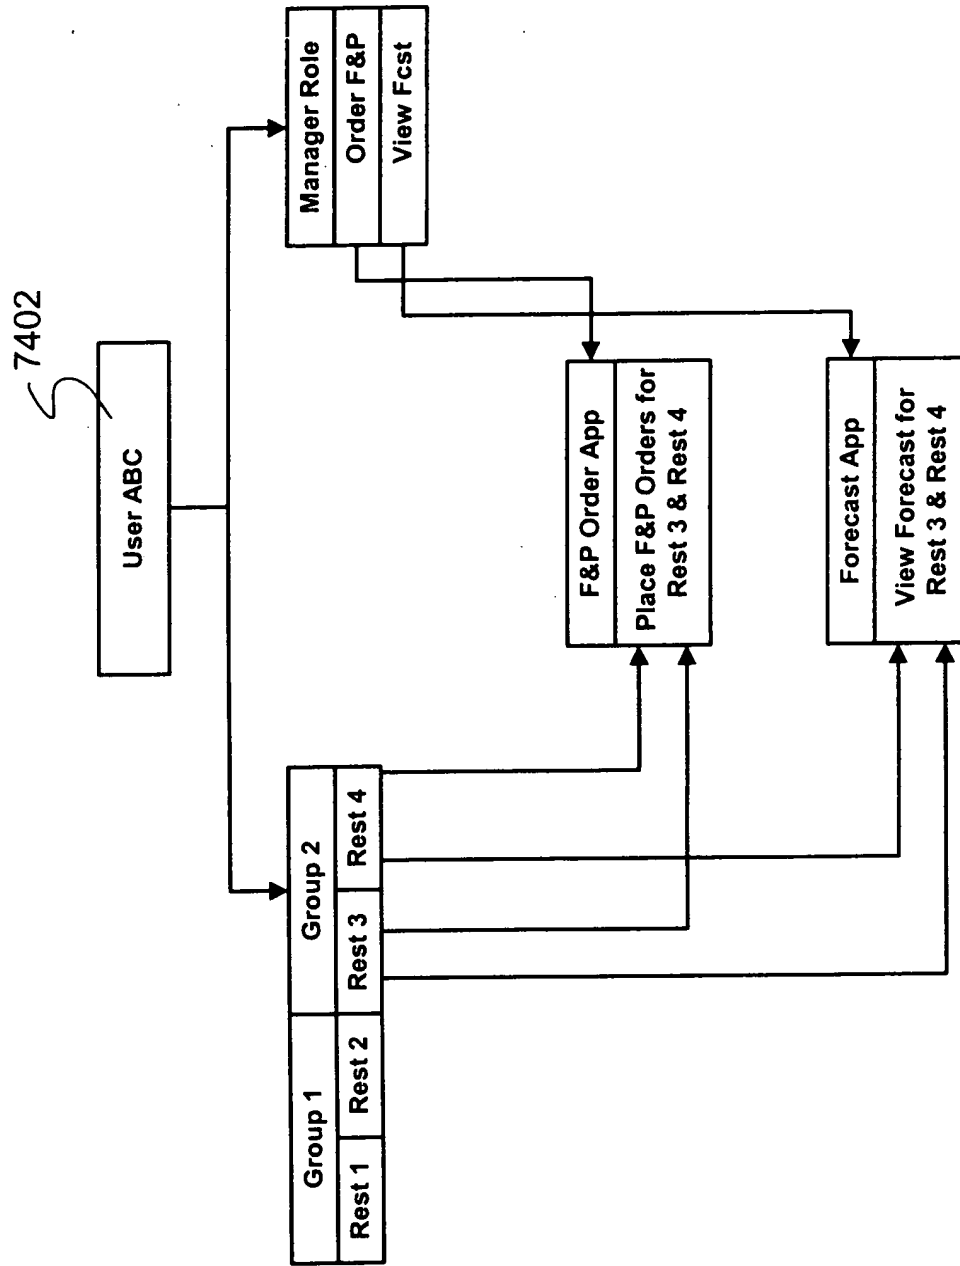 7402
User ABC
Group 1
Group 2
Rest 1
Rest 2
Rest 3
Rest 4
Manager Role
Order F&P
View Fcst
F&P Order App
Place F&P Orders for
Rest 3 & Rest 4
Forecast App
View Forecast for
Rest 3 & Rest 4